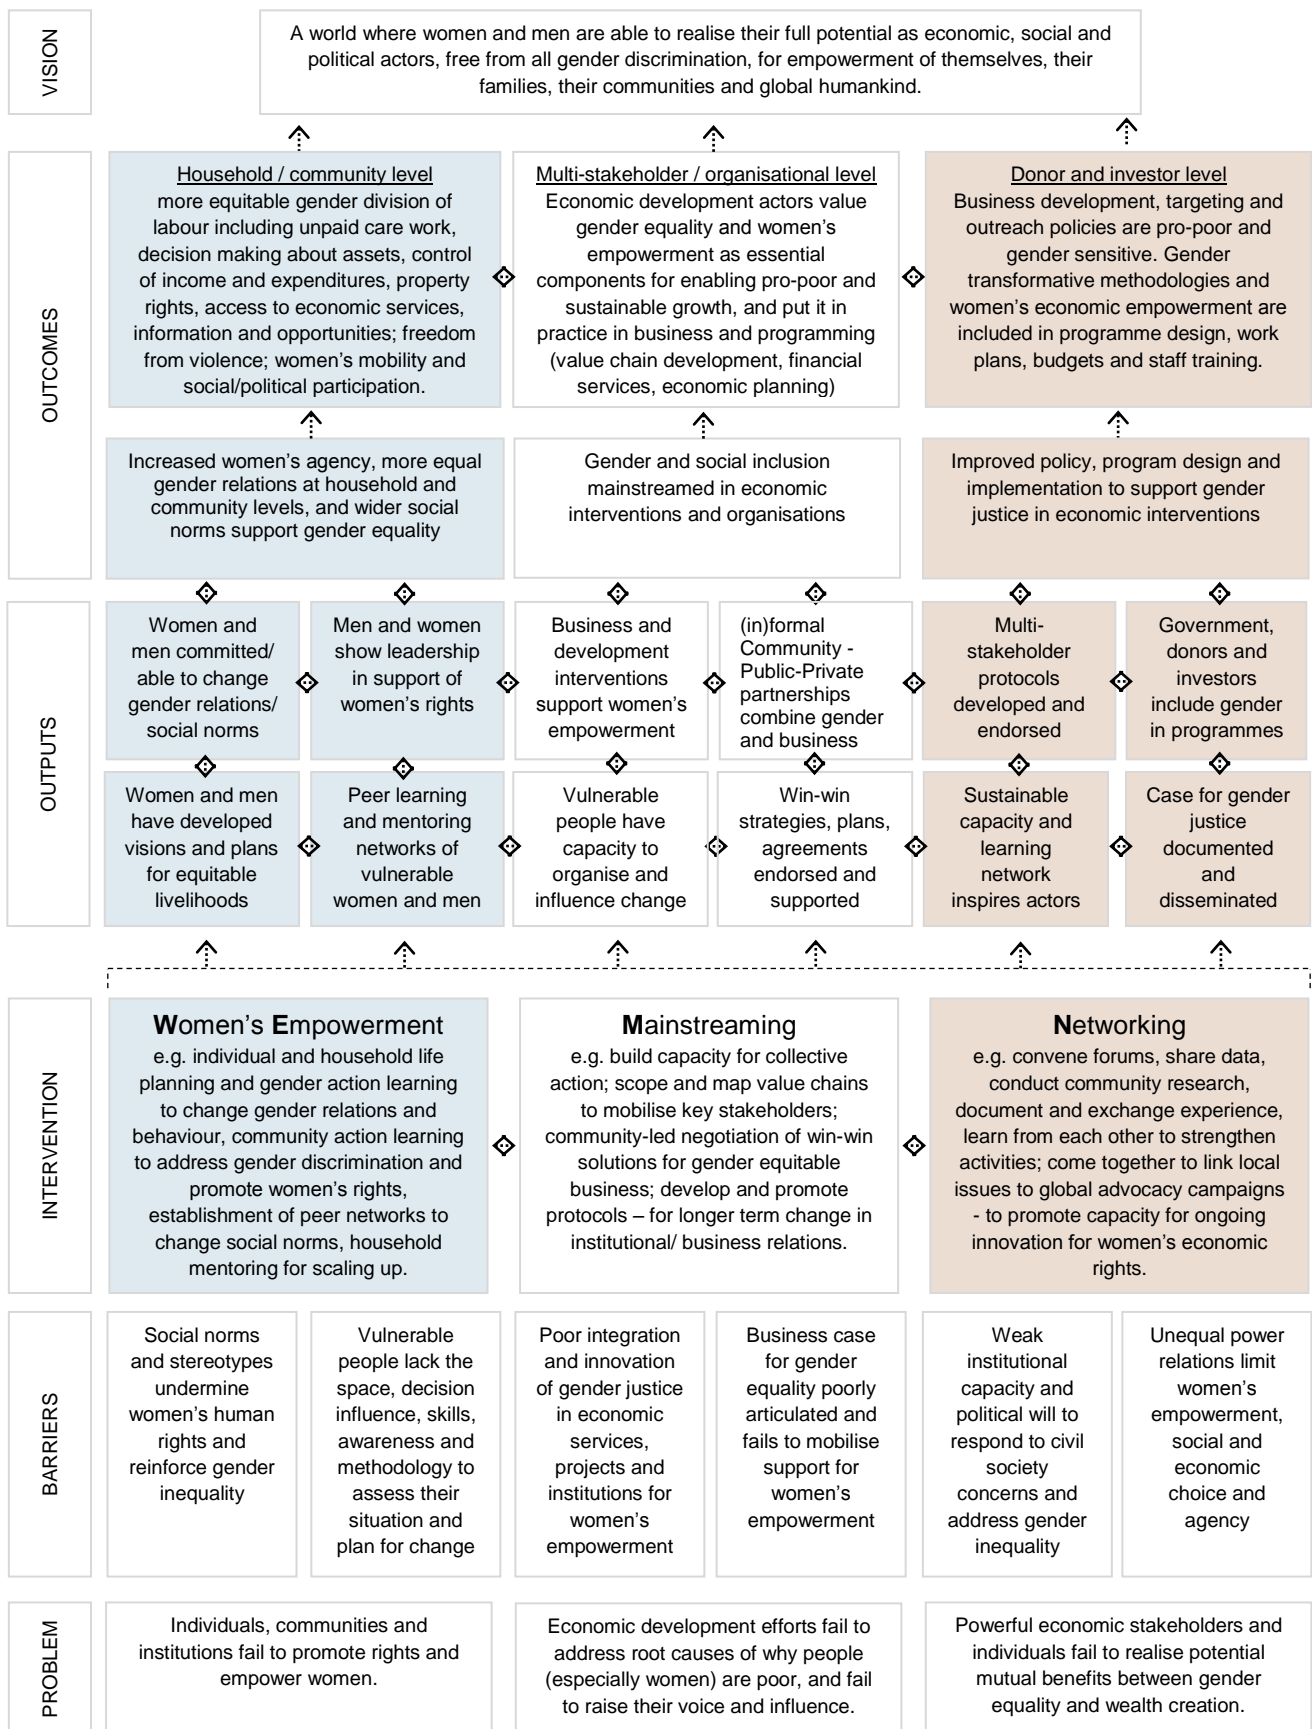 VISION
A world where women and men are able to realise their full potential as economic, social and
political actors, free from all gender discrimination, for empowerment of themselves, their
families, their communities and global humankind.
OUTCOMES
Household / community level
more equitable gender division of
labour including unpaid care work,
decision making about assets, control
of income and expenditures, property
rights, access to economic services,
information and opportunities; freedom
from violence; women's mobility and
social/political participation.
Multi-stakeholder / organisational level
Economic development actors value
gender equality and women's
empowerment as essential
components for enabling pro-poor and
sustainable growth, and put it in
practice in business and programming
(value chain development, financial
services, economic planning)
Donor and investor level
Business development, targeting and
outreach policies are pro-poor and
gender sensitive. Gender
transformative methodologies and
women's economic empowerment are
included in programme design, work
plans, budgets and staff training.
Increased women's agency, more equal
gender relations at household and
community levels, and wider social
norms support gender equality
Gender and social inclusion
mainstreamed in economic
interventions and organisations
Improved policy, program design and
implementation to support gender
justice in economic interventions
OUTPUTS
Women and
men committed/
able to change
gender relations/
social norms
Men and women
show leadership
in support of
women's rights
Business and
development
interventions
support women's
empowerment
(in)formal
Community -
Public-Private
partnerships
combine gender
and business
Multi-
stakeholder
protocols
developed and
endorsed
Government,
donors and
investors
include gender
in programmes
Women and men
have developed
visions and plans
for equitable
livelihoods
Peer learning
and mentoring
networks of
vulnerable
women and men
Vulnerable
people have
capacity to
organise and
influence change
Win-win
strategies, plans,
agreements
endorsed and
supported
Sustainable
capacity and
learning
network
inspires actors
Case for gender
justice
documented
and
disseminated
INTERVENTION
Women's Empowerment
e.g. individual and household life
planning and gender action learning
to change gender relations and
behaviour, community action learning
to address gender discrimination and
promote women's rights,
establishment of peer networks to
change social norms, household
mentoring for scaling up.
Mainstreaming
e.g. build capacity for collective
action; scope and map value chains
to mobilise key stakeholders;
community-led negotiation of win-win
solutions for gender equitable
business; develop and promote
protocols – for longer term change in
institutional/ business relations.
Networking
e.g. convene forums, share data,
conduct community research,
document and exchange experience,
learn from each other to strengthen
activities; come together to link local
issues to global advocacy campaigns
- to promote capacity for ongoing
innovation for women's economic
rights.
BARRIERS
Social norms
and stereotypes
undermine
women's human
rights and
reinforce gender
inequality
Vulnerable
people lack the
space, decision
influence, skills,
awareness and
methodology to
assess their
situation and
plan for change
Poor integration
and innovation
of gender justice
in economic
services,
projects and
institutions for
women's
empowerment
Business case
for gender
equality poorly
articulated and
fails to mobilise
support for
women's
empowerment
Weak
institutional
capacity and
political will to
respond to civil
society
concerns and
address gender
inequality
Unequal power
relations limit
women's
empowerment,
social and
economic
choice and
agency
PROBLEM
Individuals, communities and
institutions fail to promote rights and
empower women.
Economic development efforts fail to
address root causes of why people
(especially women) are poor, and fail
to raise their voice and influence.
Powerful economic stakeholders and
individuals fail to realise potential
mutual benefits between gender
equality and wealth creation.